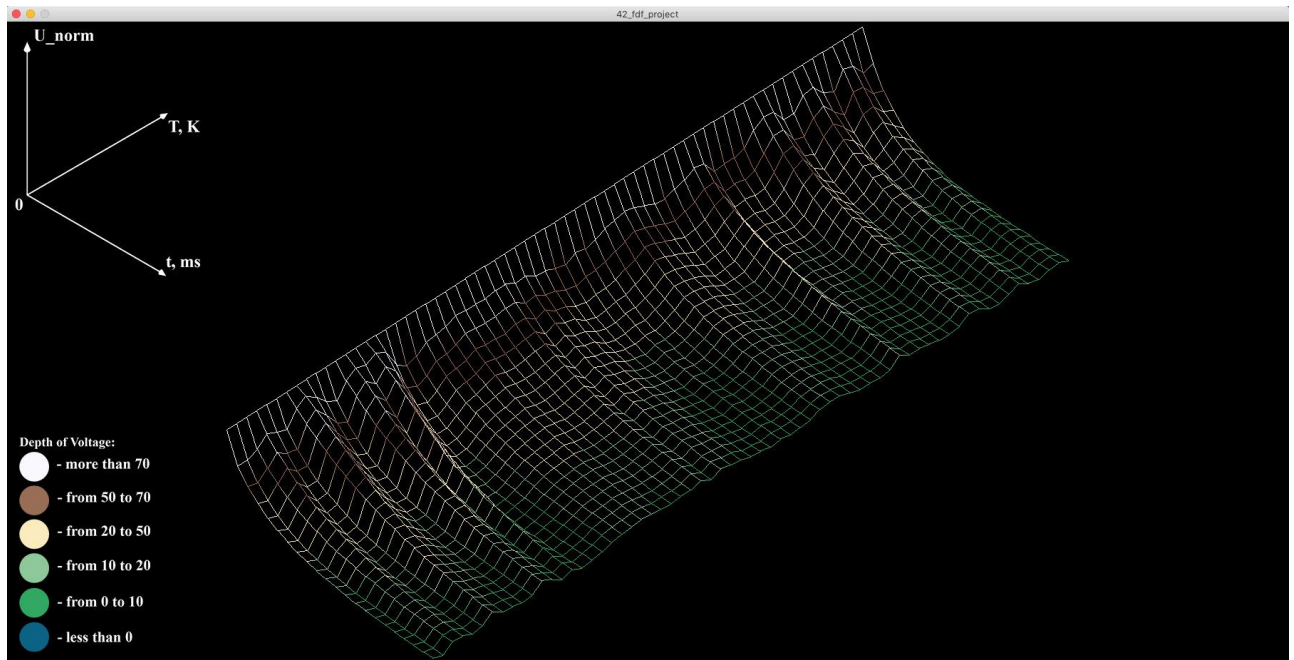 42_fdf_project
U_norm
T, K
0
t, ms
Depth of Voltage:
- more than 70
- from 50 to 70
- from 20 to 50
- from 10 to 20
- from 0 to 10
- less than 0